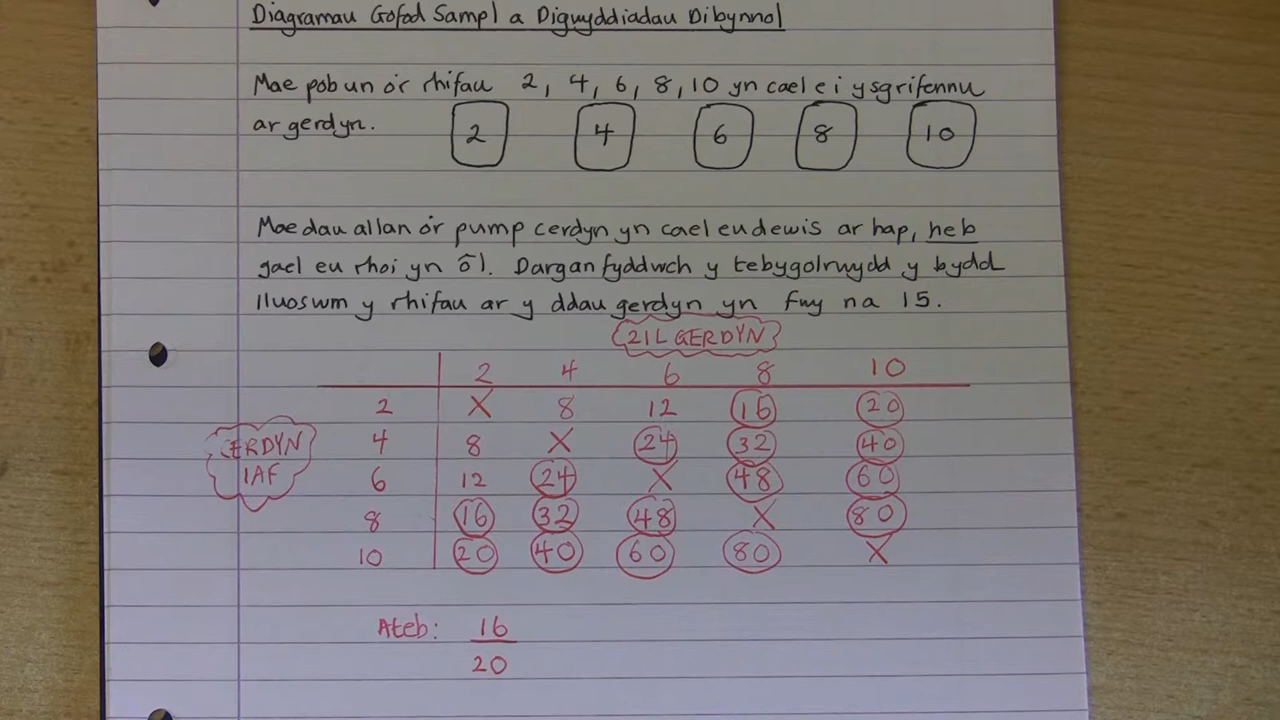 Diagramau Gofod Sampl a Digwyddiadau Dibynnol
Mae pob un o'r rhifau 2, 4, 6, 8, 10 yn cael ei ysgrifennu
ar gerdyn. 2 4 6 8 10
Mae dau allan o'r pump cerdyn yn cael eu dewis ar hap, heb
gael eu rhoi yn ôl. Darganfyddwch y tebygolrwydd y bydd
lluoswm y rhifau ar y ddau gerdyn yn fwy na 15.
2IL GERDYN
2 4 6 8 10
2 X 8 12 16 20
4 8 X 24 32 40
CERDYN
1AF
6 12 24 X 48 60
8 16 32 48 X 80
10 20 40 60 80 X
Ateb: 16
20